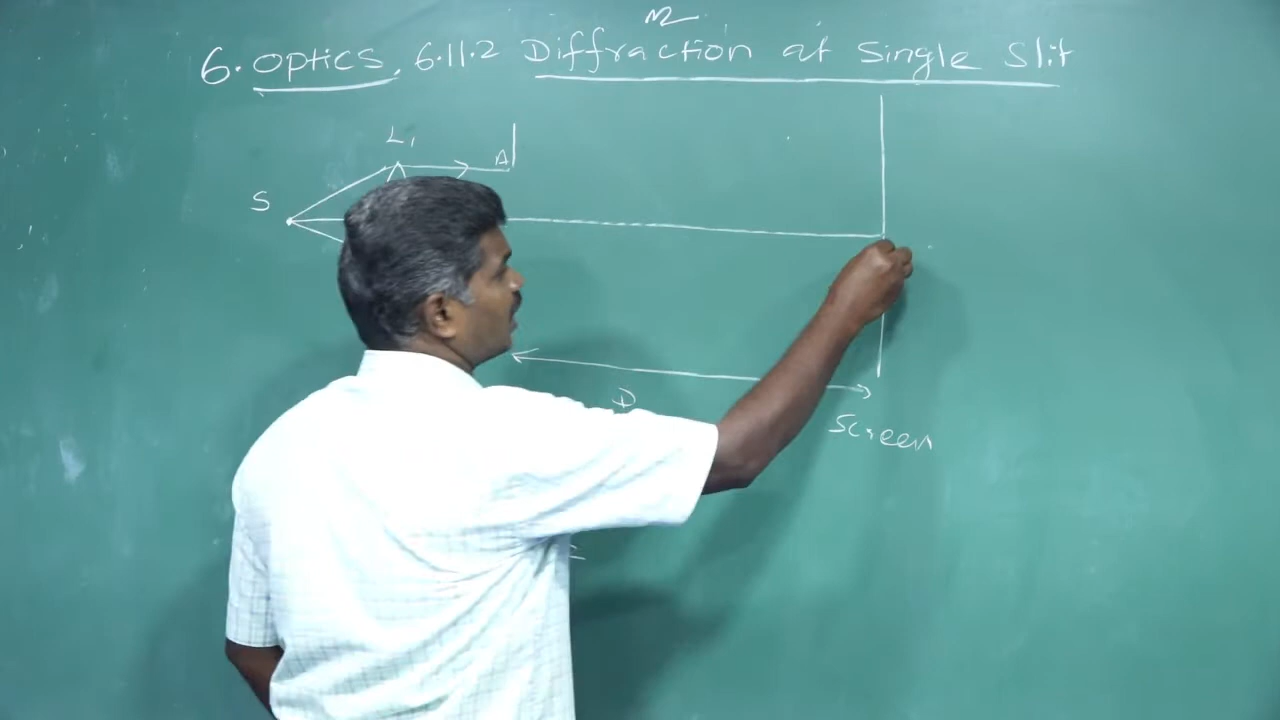 6. Optics, 6.11.2 Diffraction at Single Slit
L1
A
S
D
Screen